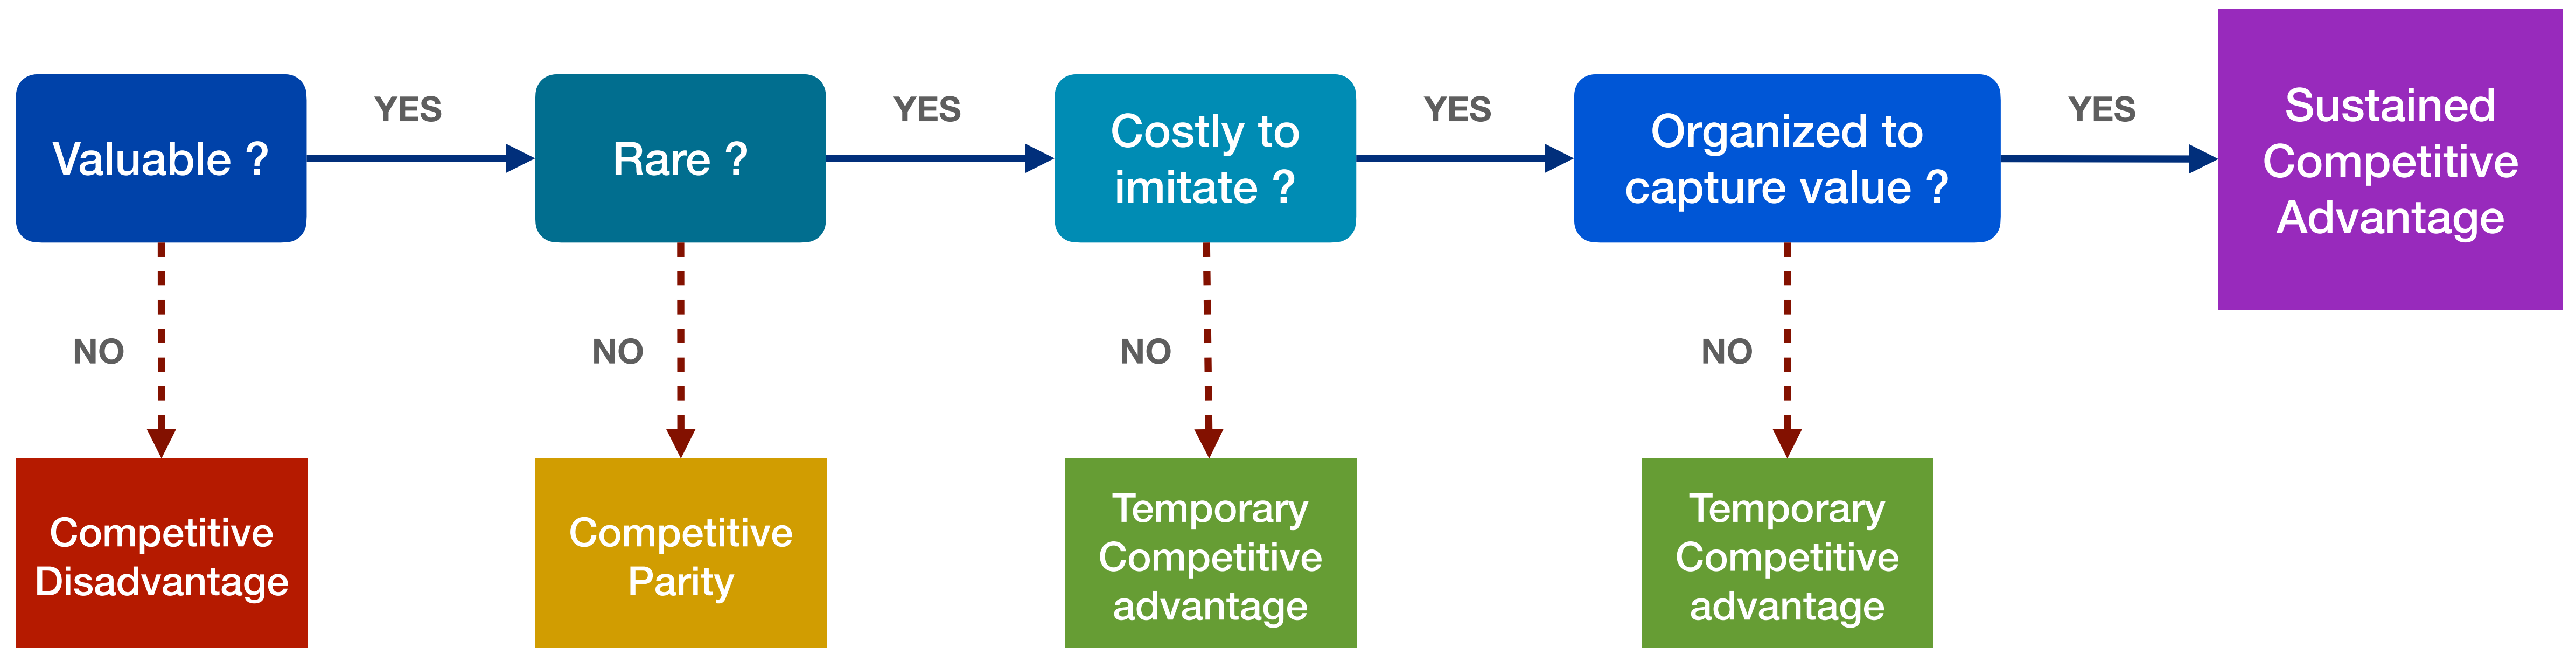 Valuable ?
YES
Rare ?
YES
Costly to
imitate ?
YES
Organized to
capture value ?
YES
Sustained
Competitive
Advantage
NO
NO
NO
NO
Competitive
Disadvantage
Competitive
Parity
Temporary
Competitive
advantage
Temporary
Competitive
advantage